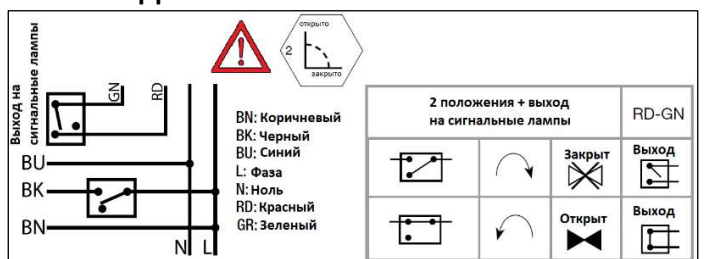 Выход на
сигнальные лампы
GN
RD
BU
BK
BN
N
L
2
открыто
закрыто
BN: Коричневый
BK: Черный
BU: Синий
L: Фаза
N: Ноль
RD: Красный
GR: Зеленый
2 положения + выход
на сигнальные лампы
RD-GN
Закрыт
Выход
Открыт
Выход